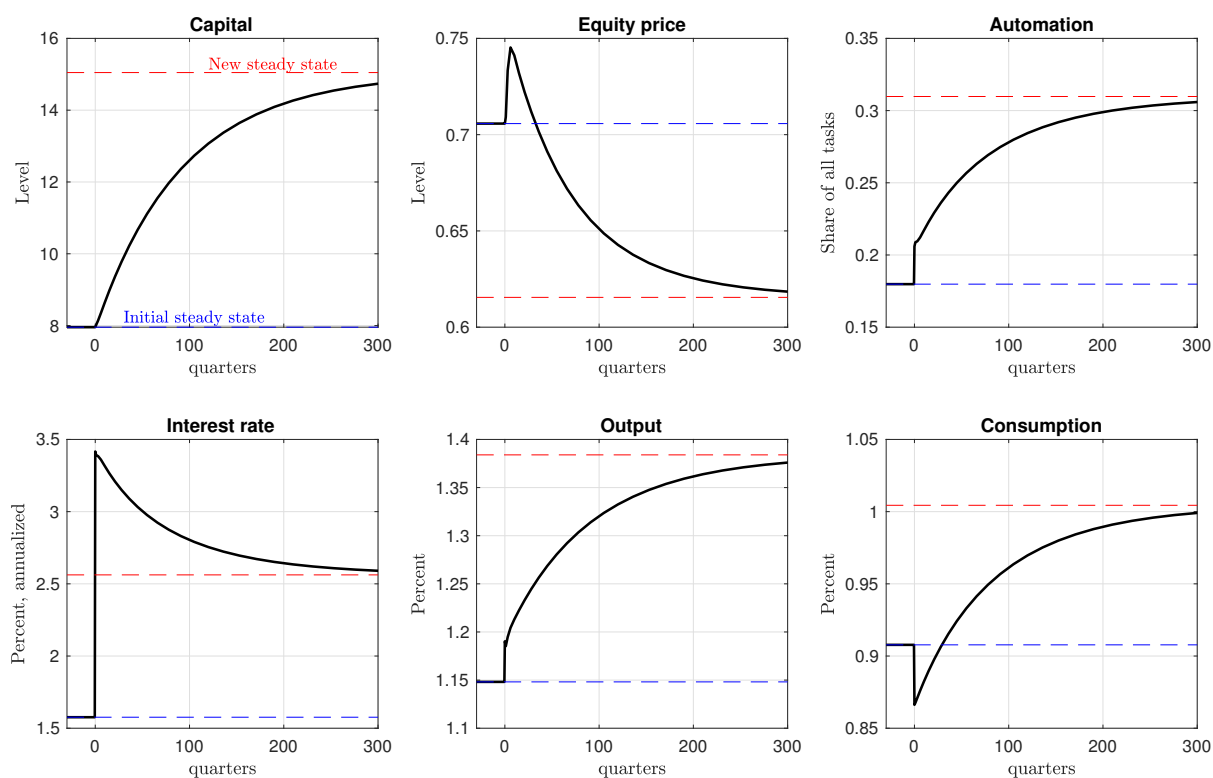 Capital
16
14
12
10
8
Level
New steady state
Initial steady state
0
100
200
300
quarters
Equity price
0.75
0.7
0.65
0.6
Level
0
100
200
300
quarters
Automation
0.35
0.3
0.25
0.2
0.15
Share of all tasks
0
100
200
300
quarters
Interest rate
3.5
3
2.5
2
1.5
Percent, annualized
0
100
200
300
quarters
Output
1.4
1.35
1.3
1.25
1.2
1.15
1.1
Percent
0
100
200
300
quarters
Consumption
1.05
1
0.95
0.9
0.85
Percent
0
100
200
300
quarters